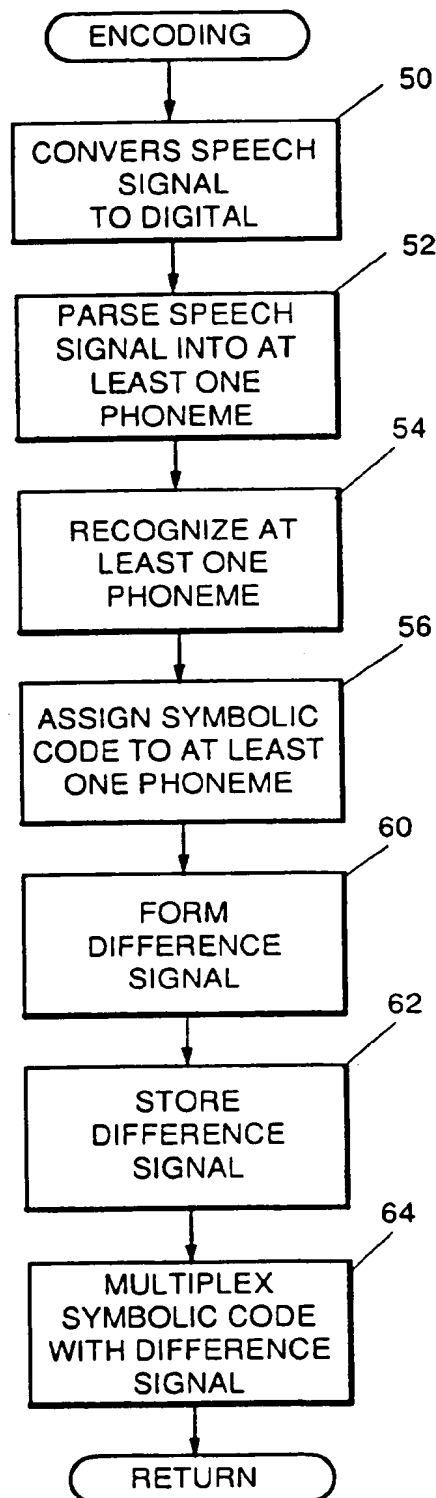 ENCODING
50
CONVERS SPEECH
SIGNAL
TO DIGITAL
52
PARSE SPEECH
SIGNAL INTO AT
LEAST ONE
PHONEME
54
RECOGNIZE AT
LEAST ONE
PHONEME
56
ASSIGN SYMBOLIC
CODE TO AT LEAST
ONE PHONEME
60
FORM
DIFFERENCE
SIGNAL
62
STORE
DIFFERENCE
SIGNAL
64
MULTIPLEX
SYMBOLIC CODE
WITH DIFFERENCE
SIGNAL
RETURN